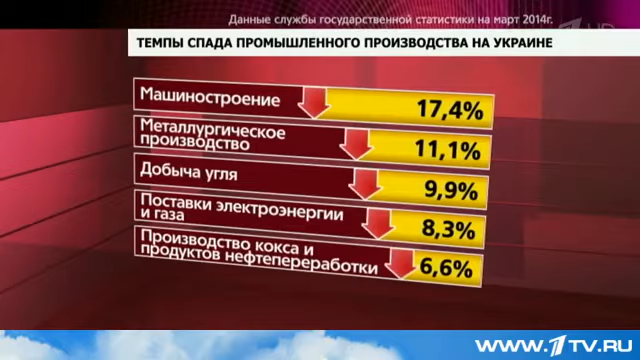 Данные службы государственной статистики на март 2014г.
ТЕМПЫ СПАДА ПРОМЫШЛЕННОГО ПРОИЗВОДСТВА НА УКРАИНЕ
Машиностроение 17,4%
Металлургическое
производство 11,1%
Добыча угля 9,9%
Поставки электроэнергии
и газа 8,3%
Производство кокса и
продуктов нефтепереработки 6,6%
WWW.1TV.RU